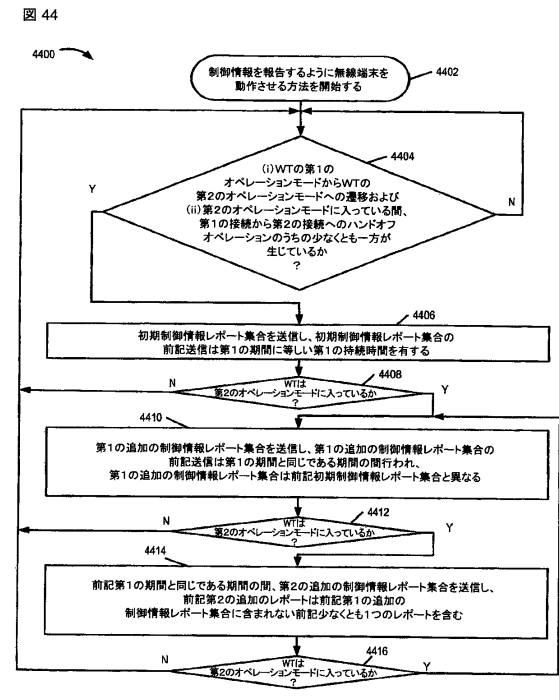 図 44
4400
制御情報を報告するように無線端末を
動作させる方法を開始する
4402
4404
(i)WTの第1の
オペレーションモードからWTの
第2のオペレーションモードへの遷移および
(ii)第2のオペレーションモードに入っている間、
第1の接続から第2の接続へのハンドオフ
オペレーションのうちの少なくとも一方が
生じているか
?
Y
N
4406
初期制御情報レポート集合を送信し、初期制御情報レポート集合の
前記送信は第1の期間に等しい第1の持続時間を有する
4408
N
WTは
第2のオペレーションモードに入っているか
?
Y
4410
第1の追加の制御情報レポート集合を送信し、第1の追加の制御情報レポート集合の
前記送信は第1の期間と同じである期間の間行われ、
第1の追加の制御情報レポート集合は前記初期制御情報レポート集合と異なる
4412
N
WTは
第2のオペレーションモードに入っているか
?
Y
4414
前記第1の期間と同じである期間の間、第2の追加の制御情報レポート集合を送信し、
前記第2の追加のレポートは前記第1の追加の
制御情報レポート集合に含まれない前記少なくとも1つのレポートを含む
4416
N
WTは
第2のオペレーションモードに入っているか
?
Y